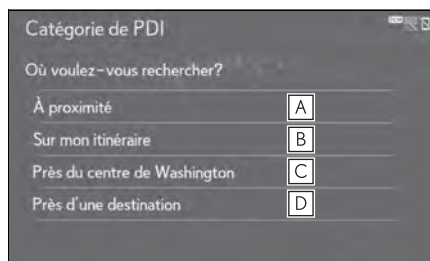 Catégorie de PDI
Où voulez-vous rechercher?
À proximité A
Sur mon itinéraire B
Près du centre de Washington C
Près d'une destination D